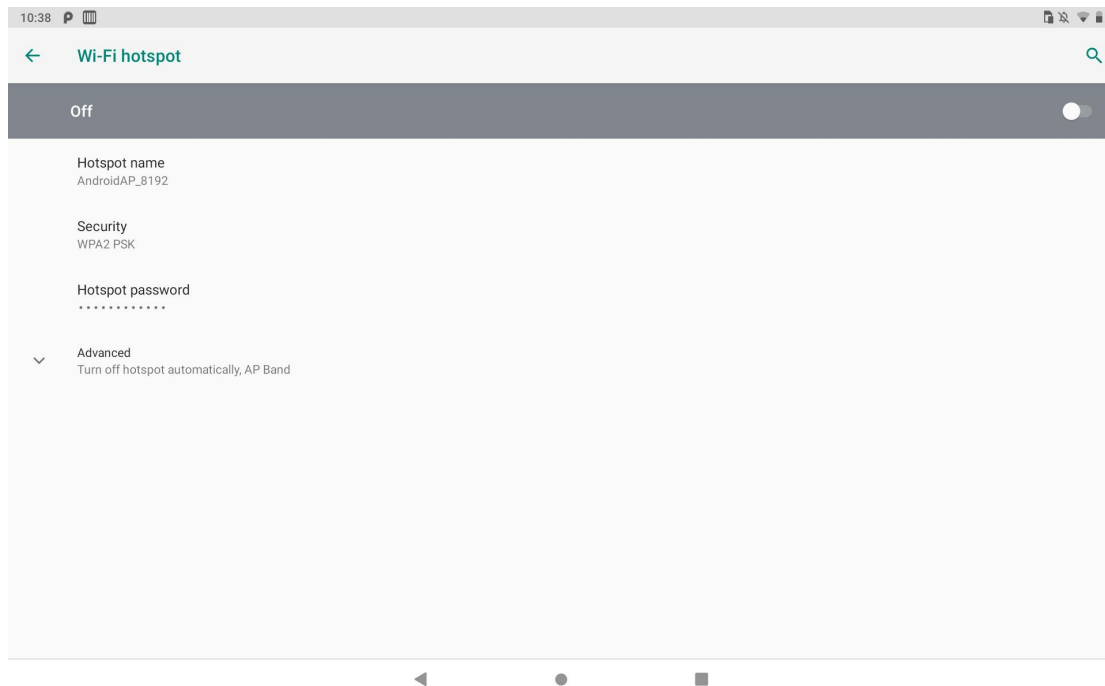 10:38
Wi-Fi hotspot
Off
Hotspot name
AndroidAP_8192
Security
WPA2 PSK
Hotspot password
••••••••••••
Advanced
Turn off hotspot automatically, AP Band